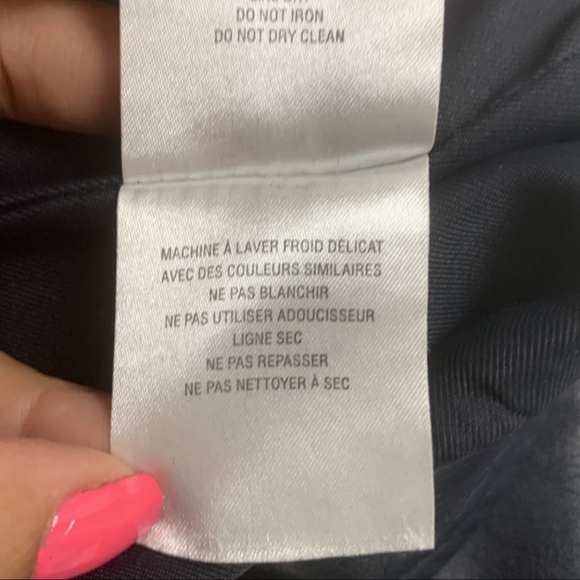 DO NOT IRON
DO NOT DRY CLEAN
MACHINE À LAVER FROID DÉLICAT
AVEC DES COULEURS SIMILAIRES
NE PAS BLANCHIR
NE PAS UTILISER ADOUCISSEUR
LIGNE SEC
NE PAS REPASSER
NE PAS NETTOYER À SEC